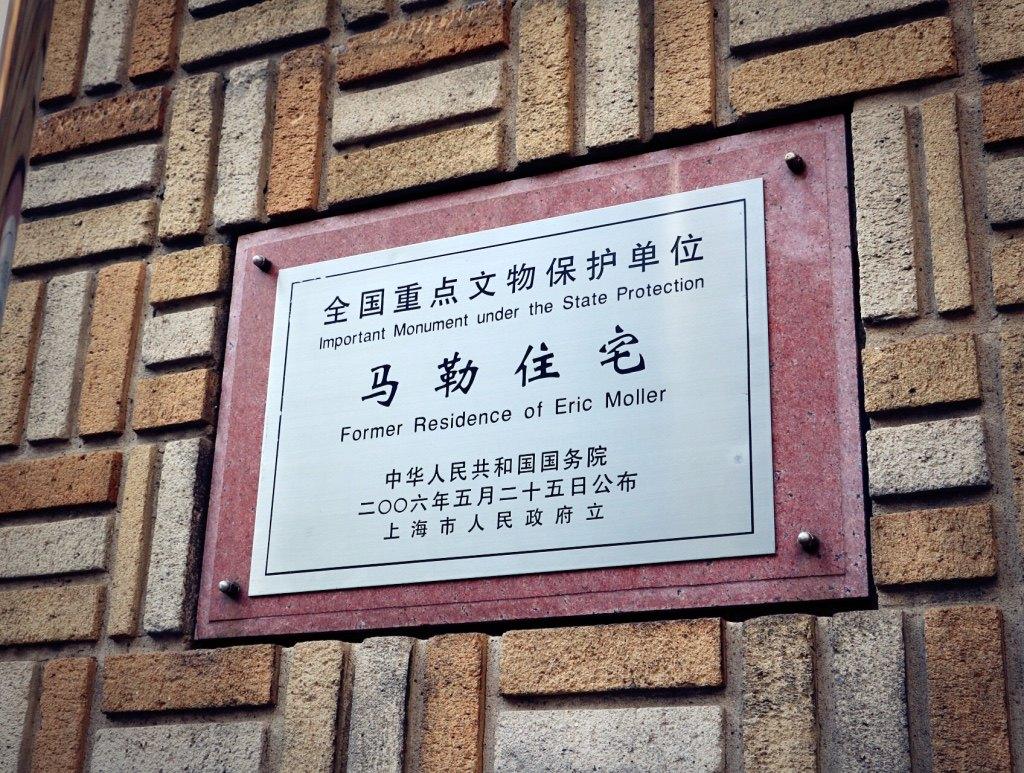 全国重点文物保护单位
Important Monument under the State Protection
马勒住宅
Former Residence of Eric Moller
中华人民共和国国务院
二〇〇六年五月二十五日公布
上海市人民政府立